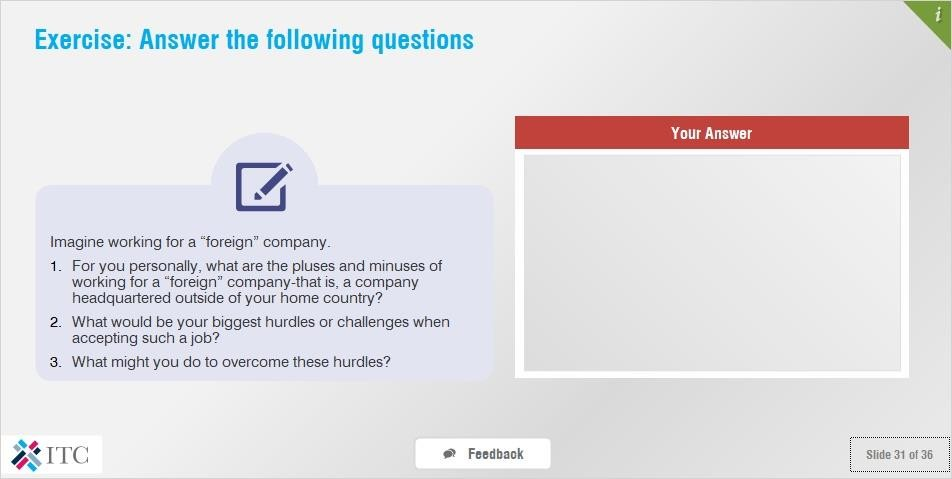 Exercise: Answer the following questions
i
Your Answer
Imagine working for a “foreign” company.
1. For you personally, what are the pluses and minuses of
working for a “foreign” company-that is, a company
headquartered outside of your home country?
2. What would be your biggest hurdles or challenges when
accepting such a job?
3. What might you do to overcome these hurdles?
ITC
Feedback
Slide 31 of 36